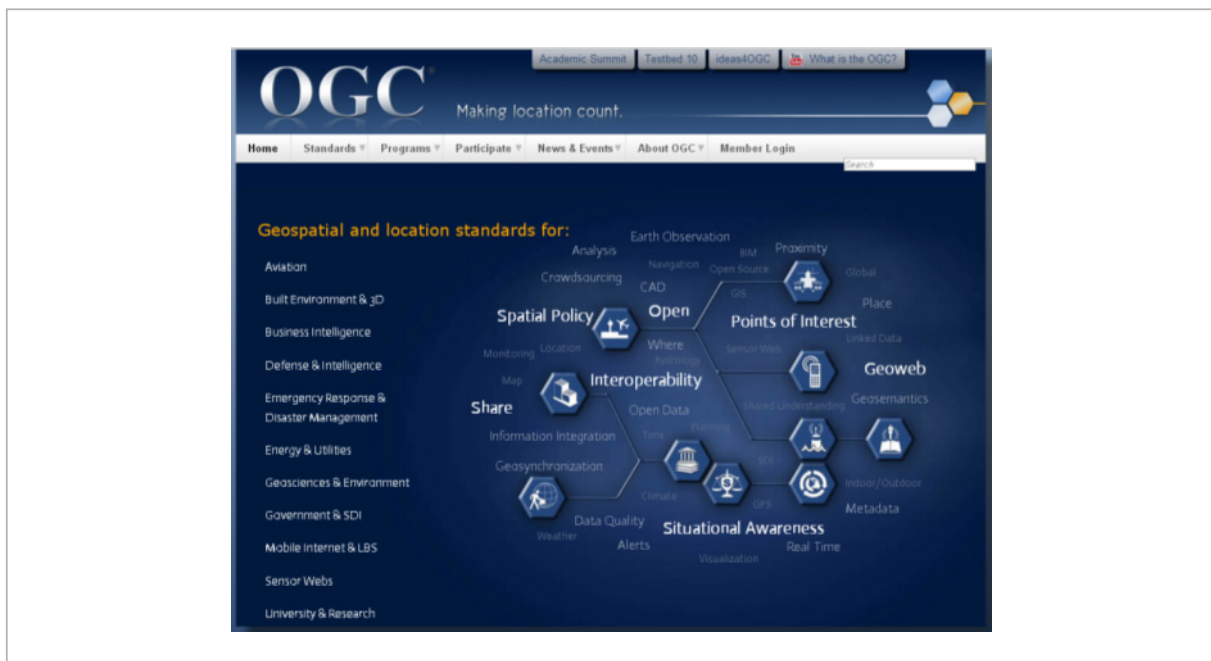 Academic Summit
Testbed 10
ideas4OGC
What is the OGC?
OGC
Making location count.
Home
Standards
Programs
Participate
News & Events
About OGC
Member Login
Search
Geospatial and location standards for:
Aviation
Built Environment & 3D
Business Intelligence
Defense & Intelligence
Emergency Response &
Disaster Management
Energy & Utilities
Geosciences & Environment
Government & SDI
Mobile Internet & LBS
Sensor Webs
University & Research
Earth Observation
Analysis
BIM
Proximity
Navigation
Open Source
Global
Crowdsourcing
CAD
GIS
Place
Spatial Policy
Open
Points of Interest
Where
Linked Data
Monitoring
Location
hydrology
Sensor Web
Geoweb
Map
Interoperability
Share
Open Data
Shared Understanding
Geosemantics
Information Integration
Time
Planning
Geosynchronization
SDI
Climate
GPS
Indoor/Outdoor
Metadata
Data Quality
Situational Awareness
Weather
Alerts
Real Time
Visualization